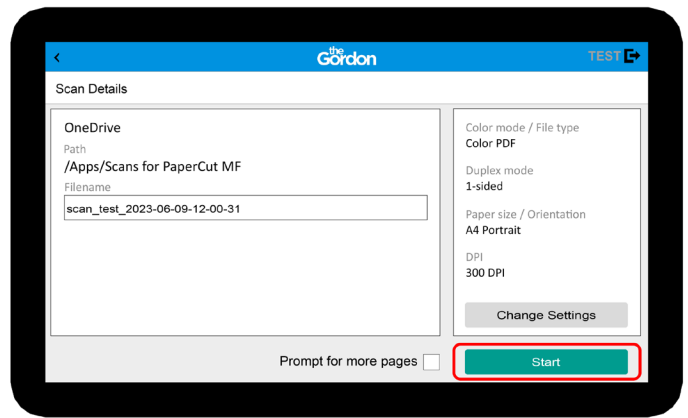 <
the
Gordon
TEST
Scan Details
OneDrive
Path
/Apps/Scans for PaperCut MF
Filename
scan_test_2023-06-09-12-00-31
Color mode / File type
Color PDF
Duplex mode
1-sided
Paper size / Orientation
A4 Portrait
DPI
300 DPI
Change Settings
Prompt for more pages
Start